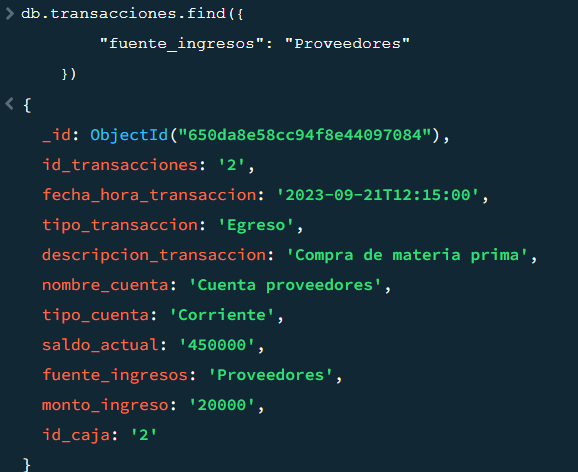 db.transacciones.find({
"fuente_ingresos": "Proveedores"
})
{
_id: ObjectId("650da8e58cc94f8e44097084"),
id_transacciones: '2',
fecha_hora_transaccion: '2023-09-21T12:15:00',
tipo_transaccion: 'Egreso',
descripcion_transaccion: 'Compra de materia prima',
nombre_cuenta: 'Cuenta proveedores',
tipo_cuenta: 'Corriente',
saldo_actual: '450000',
fuente_ingresos: 'Proveedores',
monto_ingreso: '20000',
id_caja: '2'
}